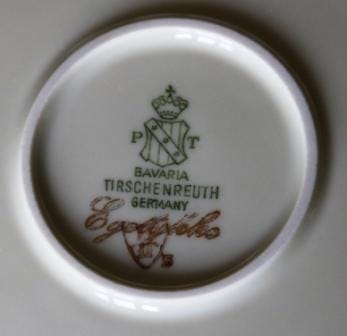 P T
BAVARIA
TIRSCHENREUTH
GERMANY